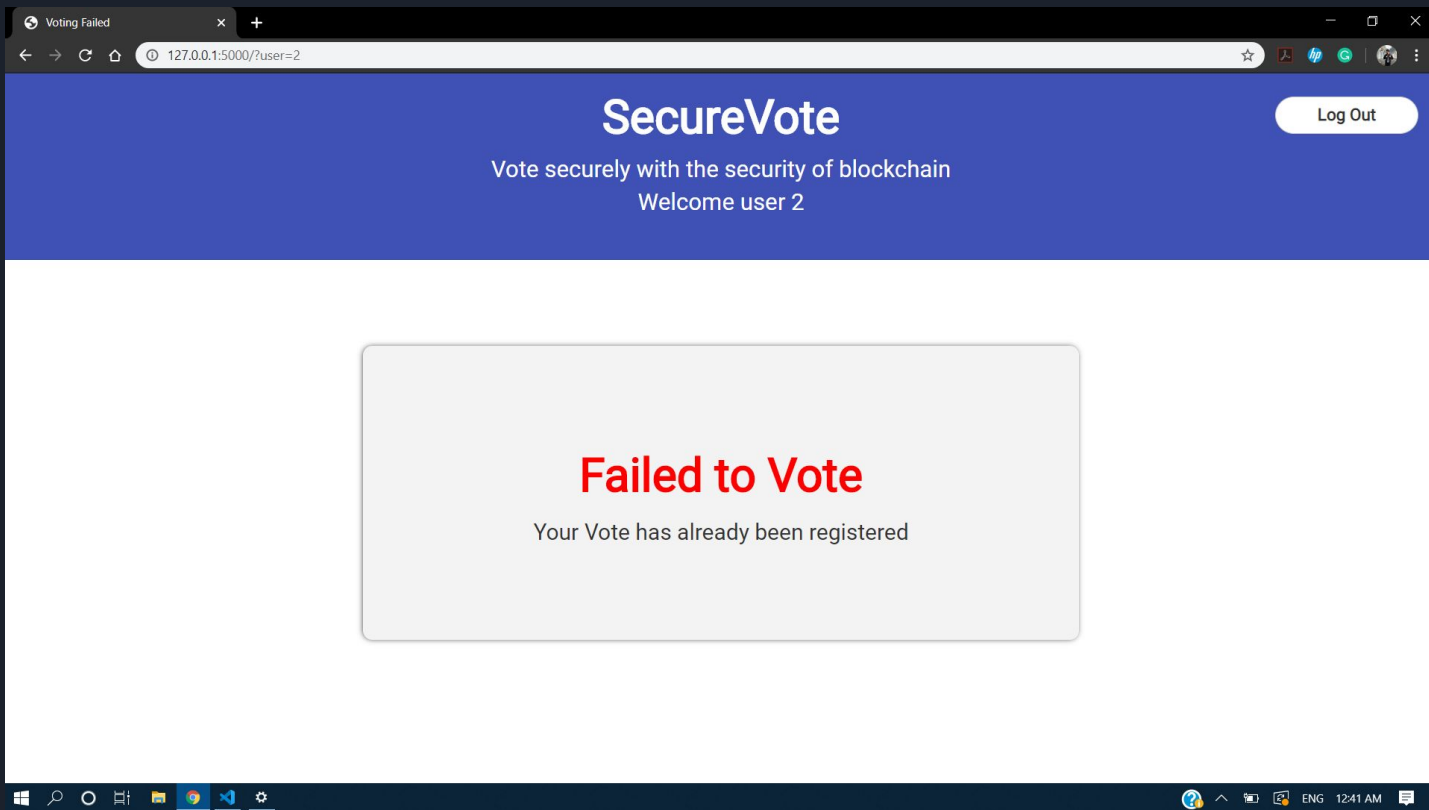 Voting Failed
127.0.0.1:5000/?user=2
SecureVote
Log Out
Vote securely with the security of blockchain
Welcome user 2
Failed to Vote
Your Vote has already been registered
ENG 12:41 AM